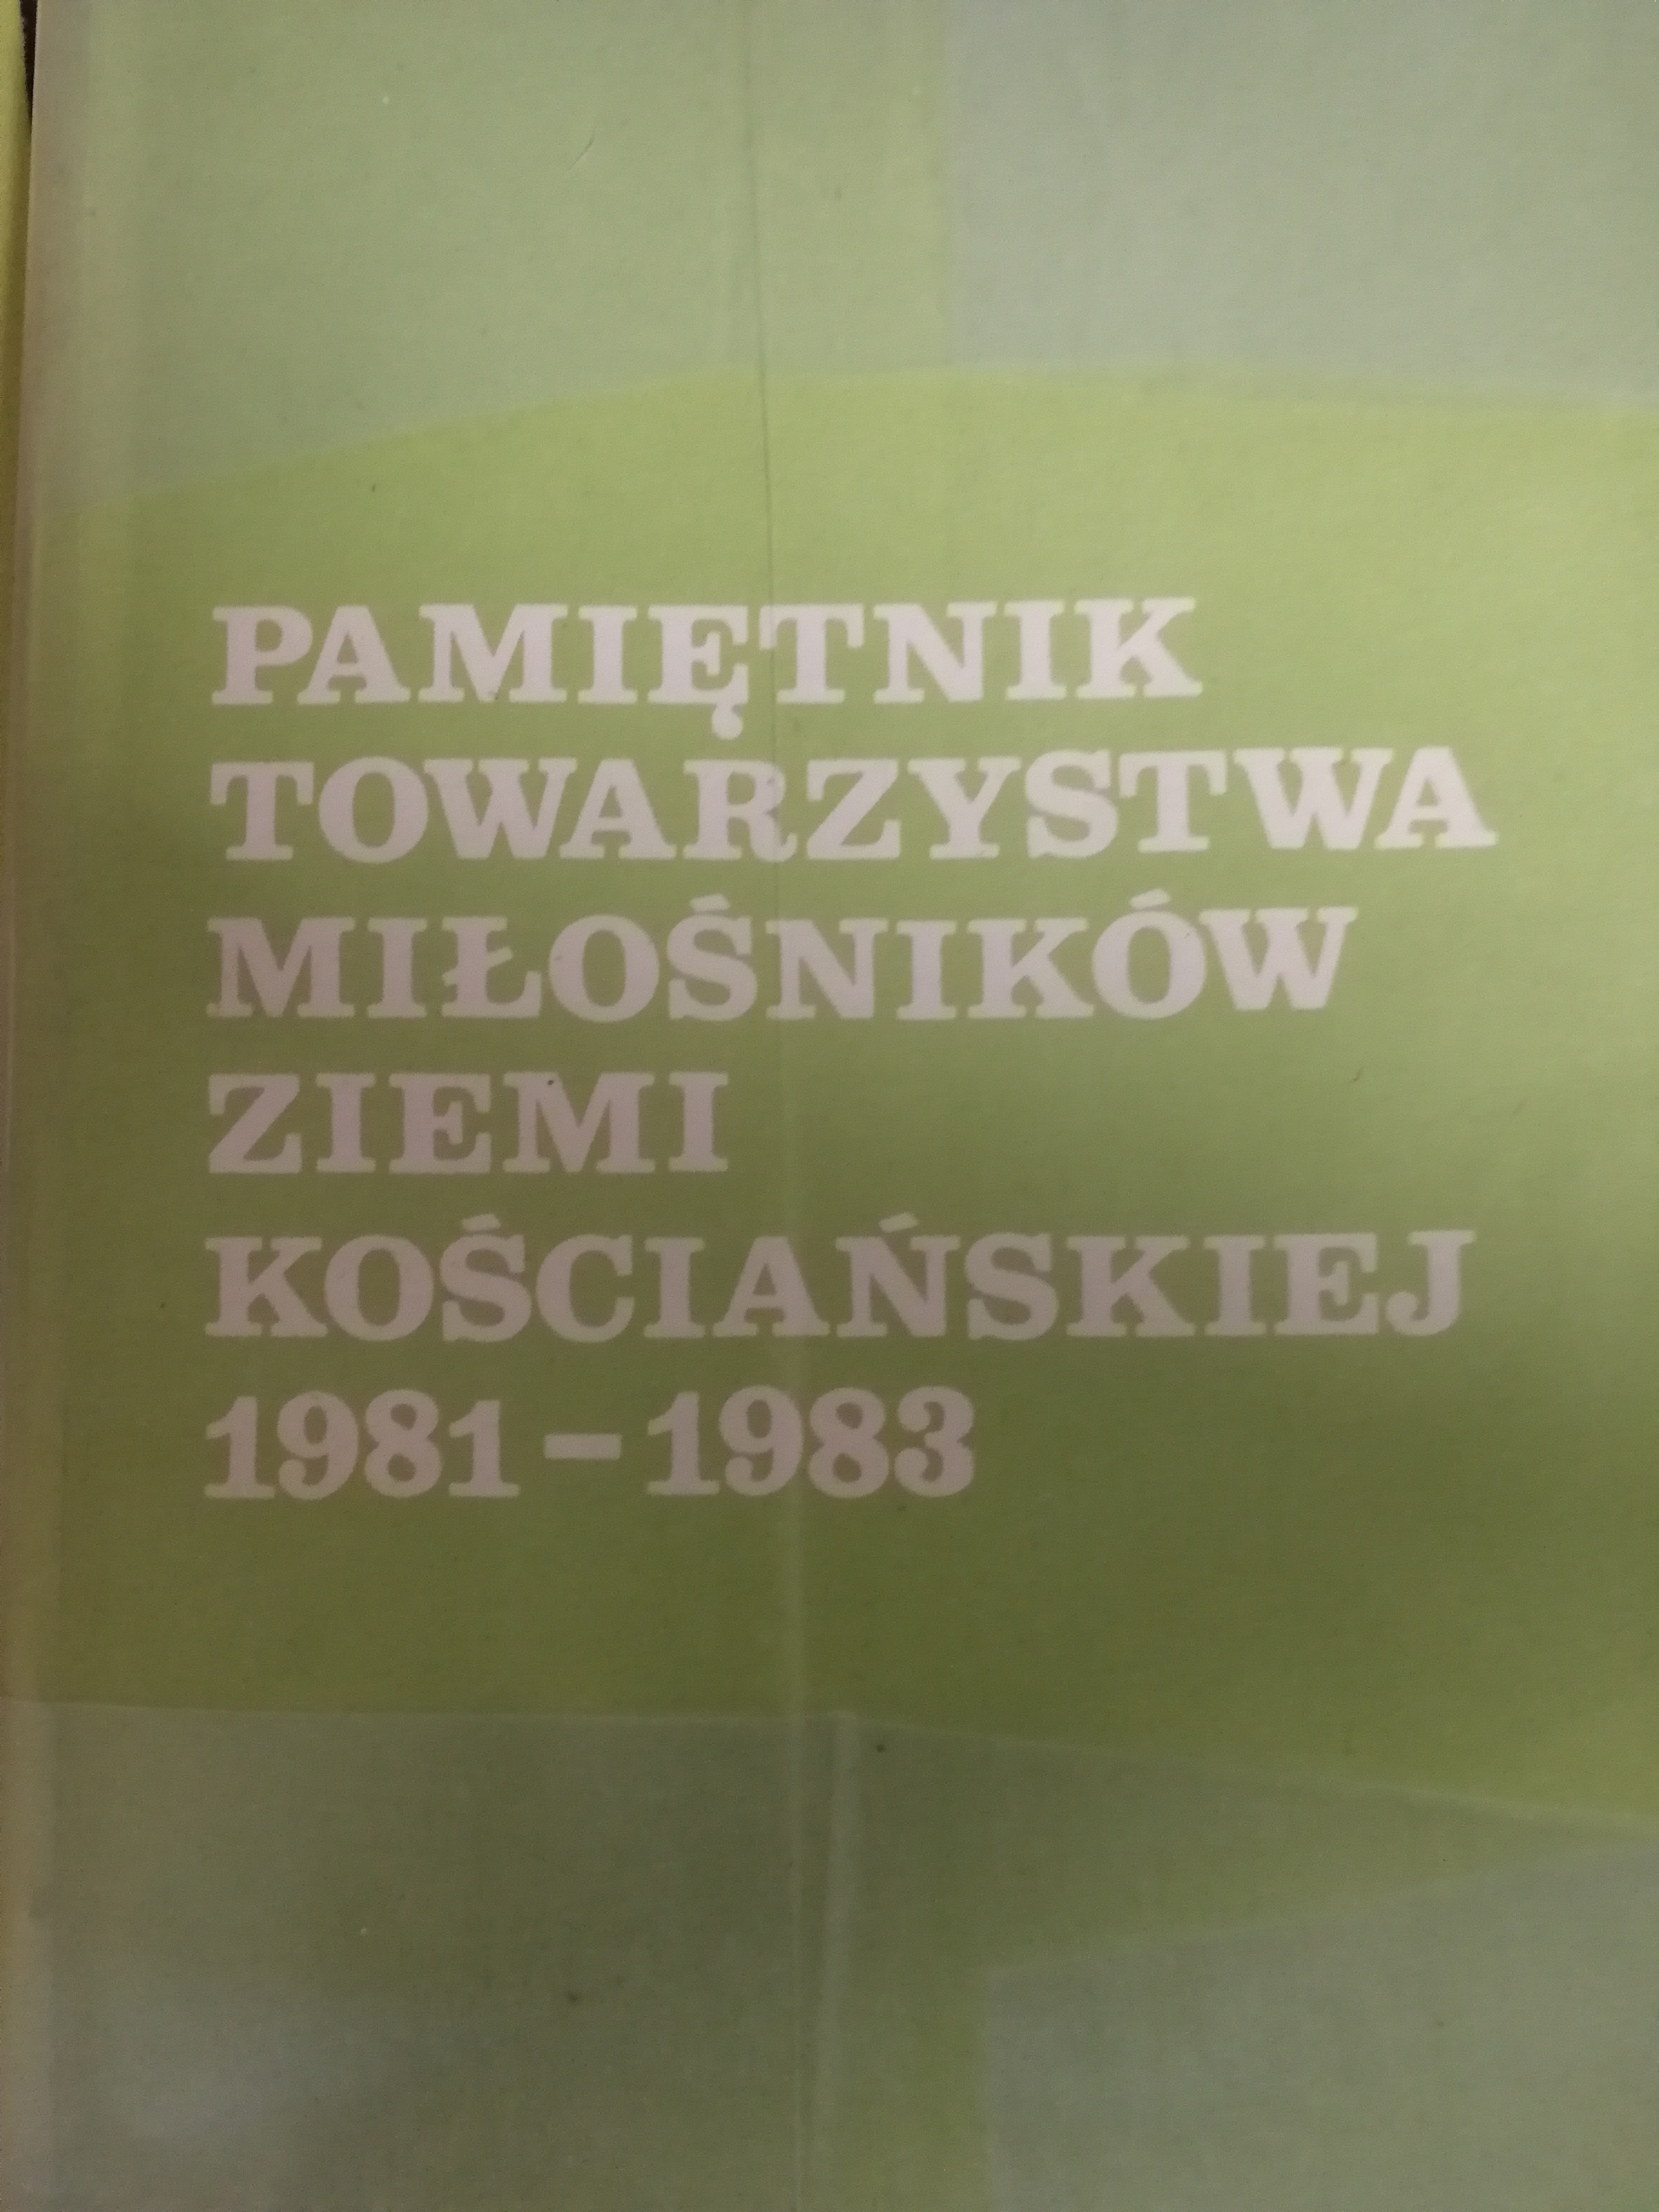 PAMIĘTNIK
TOWARZYSTWA
MIŁOŚNIKÓW
ZIEMI
KOŚCIAŃSKIEJ
1981–1983